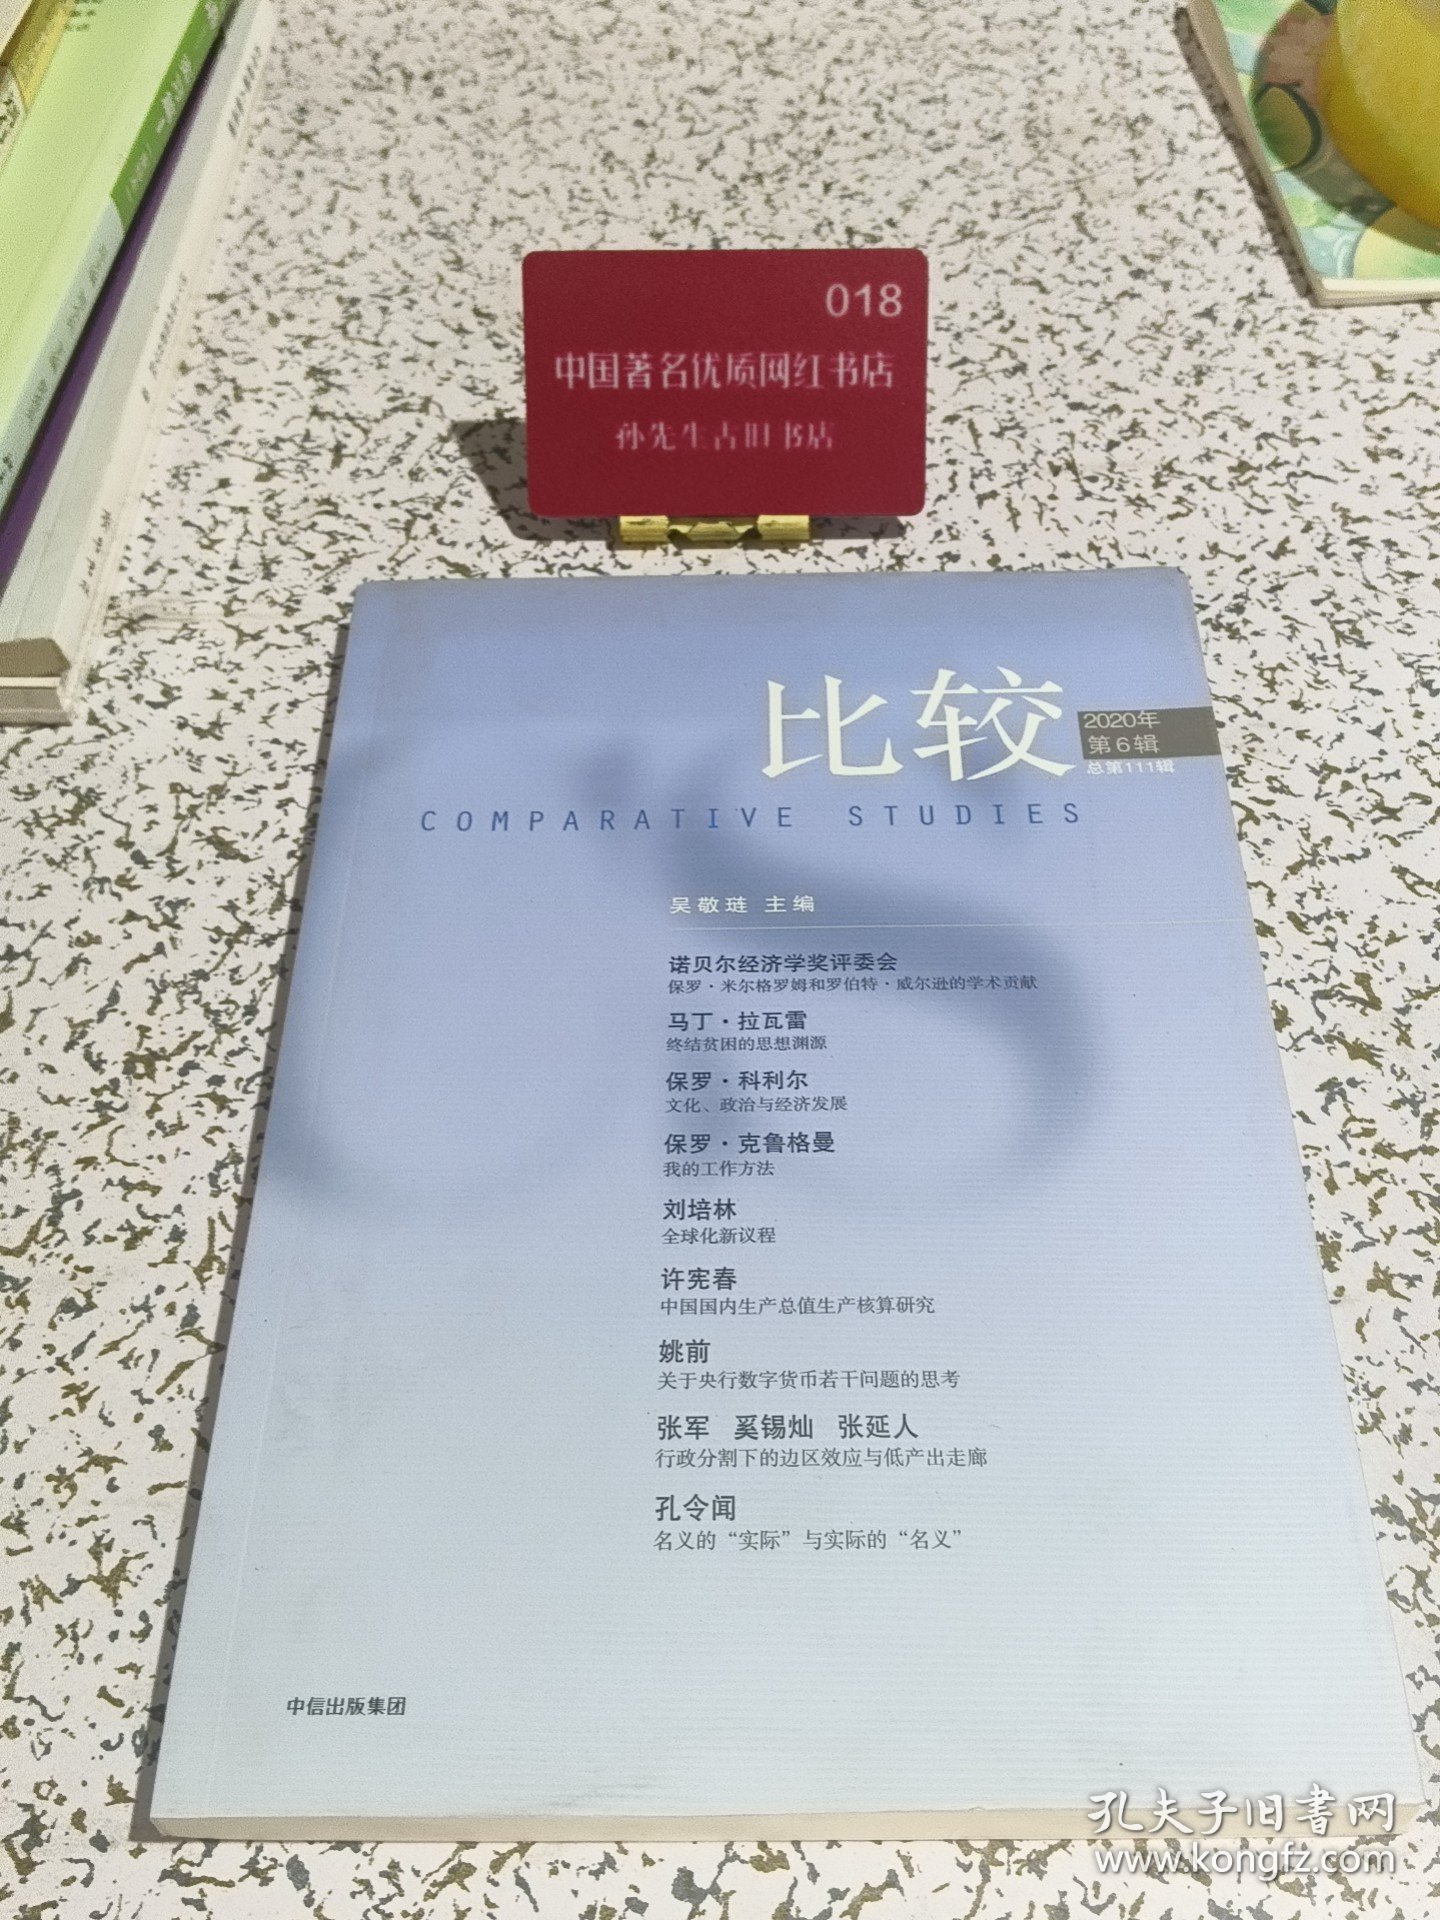 018
中国著名优质网红书店
孙先生古旧书店
比较
2020年
第6辑
总第111辑
COMPARATIVE STUDIES
吴敬琏 主编
诺贝尔经济学奖评委会
保罗·米尔格罗姆和罗伯特·威尔逊的学术贡献
马丁·拉瓦雷
终结贫困的思想渊源
保罗·科利尔
文化、政治与经济发展
保罗·克鲁格曼
我的工作方法
刘培林
全球化新议程
许宪春
中国国内生产总值生产核算研究
姚前
关于央行数字货币若干问题的思考
张军 奚锡灿 张延人
行政分割下的边区效应与低产出走廊
孔令闻
名义的“实际”与实际的“名义”
中信出版集团
孔夫子旧書网
www.kongfz.com